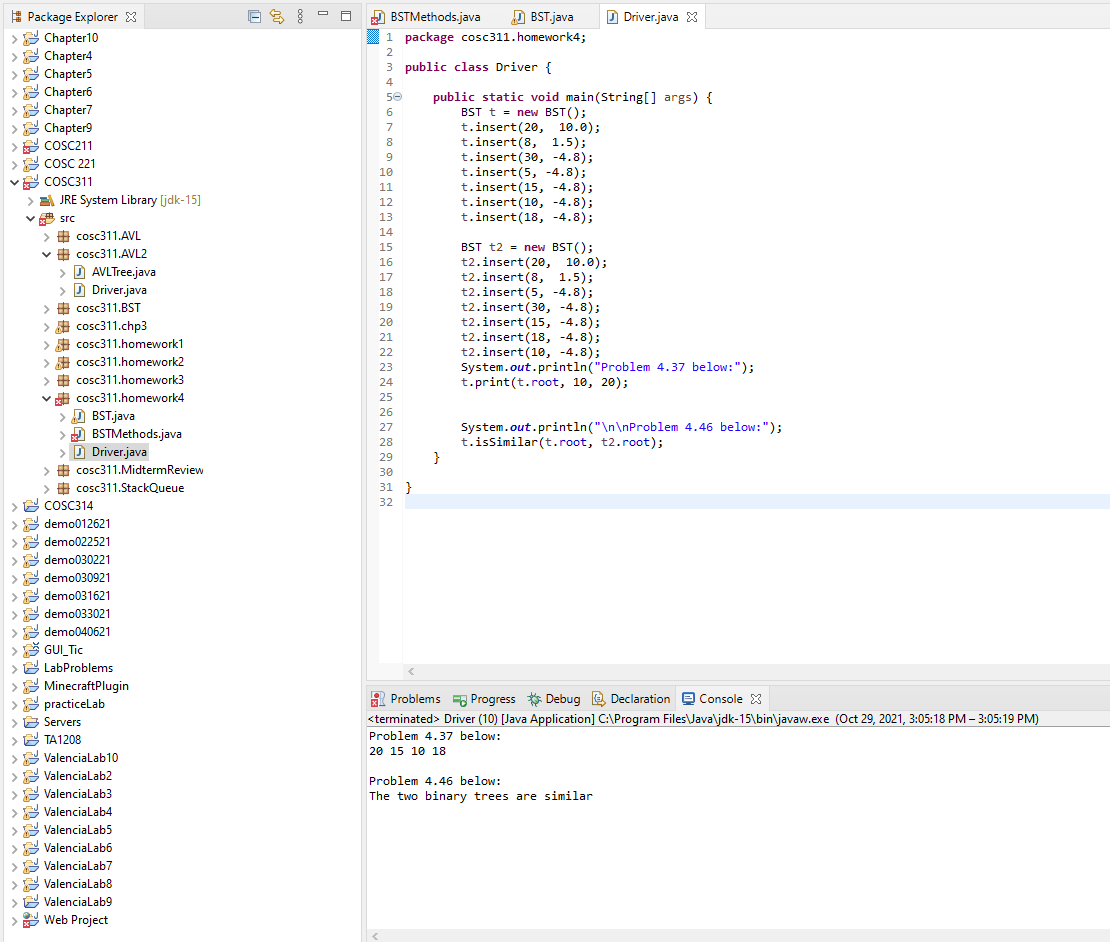 Package Explorer
Chapter10
Chapter4
Chapter5
Chapter6
Chapter7
Chapter9
COSC211
COSC 221
COSC311
JRE System Library [jdk-15]
src
cosc311.AVL
cosc311.AVL2
AVLTree.java
Driver.java
cosc311.BST
cosc311.chp3
cosc311.homework1
cosc311.homework2
cosc311.homework3
cosc311.homework4
BST.java
BSTMethods.java
Driver.java
cosc311.MidtermReview
cosc311.StackQueue
COSC314
demo012621
demo022521
demo030221
demo030921
demo031621
demo033021
demo040621
GUI_Tic
LabProblems
MinecraftPlugin
practiceLab
Servers
TA1208
ValenciaLab10
ValenciaLab2
ValenciaLab3
ValenciaLab4
ValenciaLab5
ValenciaLab6
ValenciaLab7
ValenciaLab8
ValenciaLab9
Web Project
BSTMethods.java BST.java Driver.java
1 package cosc311.homework4;
2
3 public class Driver {
4
5 public static void main(String[] args) {
6 BST t = new BST();
7 t.insert(20,  10.0);
8 t.insert(8,  1.5);
9 t.insert(30, -4.8);
10 t.insert(5, -4.8);
11 t.insert(15, -4.8);
12 t.insert(10, -4.8);
13 t.insert(18, -4.8);
14
15 BST t2 = new BST();
16 t2.insert(20,  10.0);
17 t2.insert(8,  1.5);
18 t2.insert(5, -4.8);
19 t2.insert(30, -4.8);
20 t2.insert(15, -4.8);
21 t2.insert(18, -4.8);
22 t2.insert(10, -4.8);
23 System.out.println("Problem 4.37 below:");
24 t.print(t.root, 10, 20);
25
26
27 System.out.println("\n\nProblem 4.46 below:");
28 t.isSimilar(t.root, t2.root);
29 }
30
31 }
32
Problems Progress Debug Declaration Console
<terminated> Driver (10) [Java Application] C:\Program Files\Java\jdk-15\bin\javaw.exe (Oct 29, 2021, 3:05:18 PM – 3:05:19 PM)
Problem 4.37 below:
20 15 10 18
Problem 4.46 below:
The two binary trees are similar